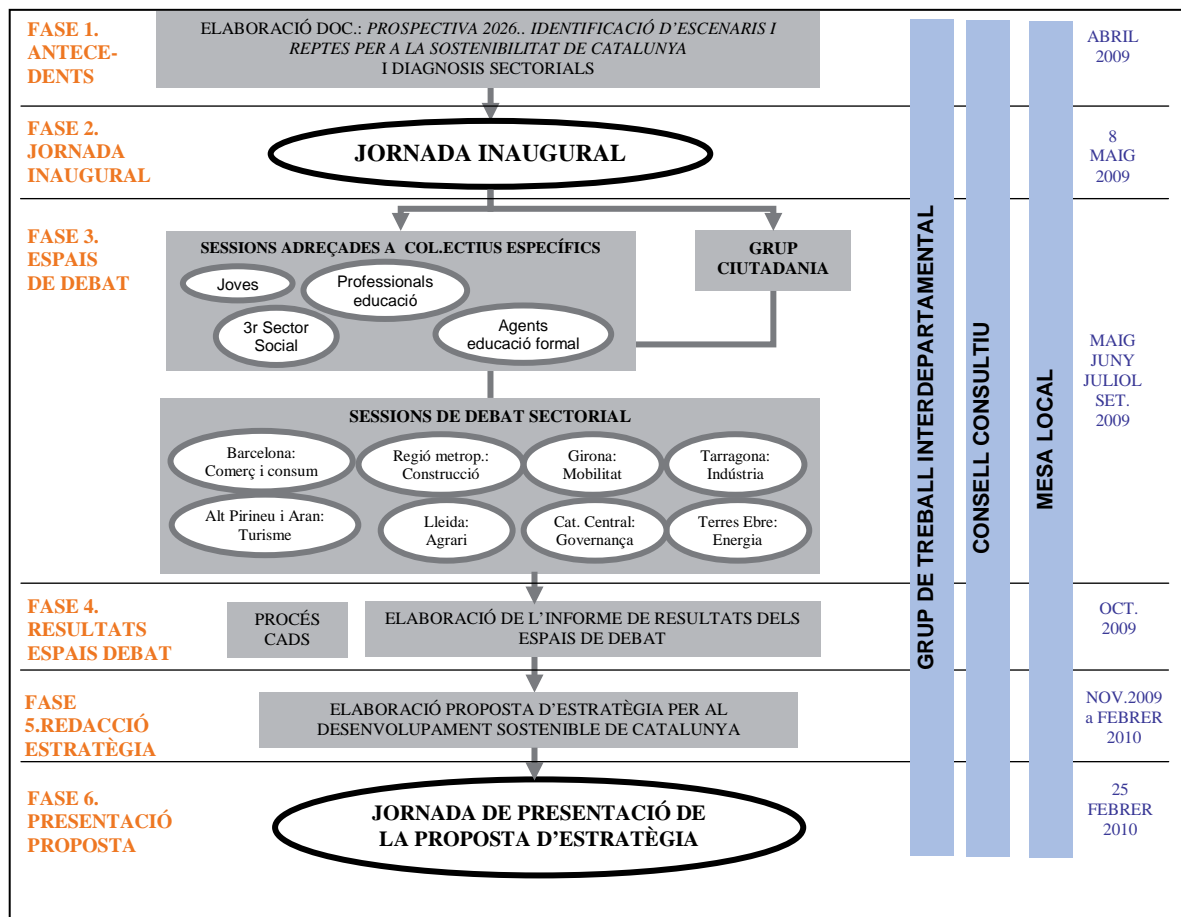 FASE 1.
ANTECE-
DENTS
ELABORACIÓ DOC.: PROSPECTIVA 2026.. IDENTIFICACIÓ D'ESCENARIS I
REPTES PER A LA SOSTENIBILITAT DE CATALUNYA
I DIAGNOSIS SECTORIALS
ABRIL
2009
FASE 2.
JORNADA
INAUGURAL
JORNADA INAUGURAL
8
MAIG
2009
FASE 3.
ESPAIS
DE DEBAT
SESSIONS ADREÇADES A COL.ECTIUS ESPECÍFICS
Joves
Professionals
educació
3r Sector
Social
Agents
educació formal
GRUP
CIUTADANIA
SESSIONS DE DEBAT SECTORIAL
Barcelona:
Comerç i consum
Regió metrop.:
Construcció
Girona:
Mobilitat
Tarragona:
Indústria
Alt Pirineu i Aran:
Turisme
Lleida:
Agrari
Cat. Central:
Governança
Terres Ebre:
Energia
MAIG
JUNY
JULIOL
SET.
2009
GRUP DE TREBALL INTERDEPARTAMENTAL
CONSELL CONSULTIU
MESA LOCAL
FASE 4.
RESULTATS
ESPAIS DEBAT
PROCÉS
CADS
ELABORACIÓ DE L'INFORME DE RESULTATS DELS
ESPAIS DE DEBAT
OCT.
2009
FASE
5.REDACCIÓ
ESTRATÈGIA
ELABORACIÓ PROPOSTA D'ESTRATÈGIA PER AL
DESENVOLUPAMENT SOSTENIBLE DE CATALUNYA
NOV.2009
a FEBRER
2010
FASE 6.
PRESENTACIÓ
PROPOSTA
JORNADA DE PRESENTACIÓ DE
LA PROPOSTA D'ESTRATÈGIA
25
FEBRER
2010